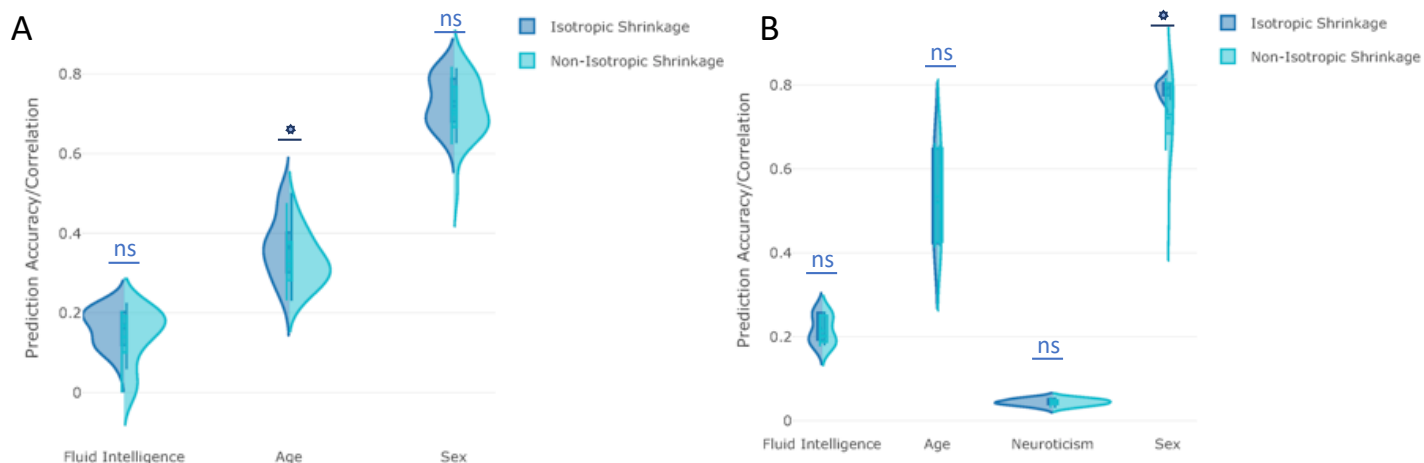 A
ns
Isotropic Shrinkage
Non-Isotropic Shrinkage
Prediction Accuracy/Correlation
0.8
0.6
0.4
0.2
0
ns
Fluid Intelligence
Age
Sex
B
ns
Isotropic Shrinkage
Non-Isotropic Shrinkage
Prediction Accuracy/Correlation
0.8
0.6
0.4
0.2
0
ns
ns
Fluid Intelligence
Age
Neuroticism
Sex